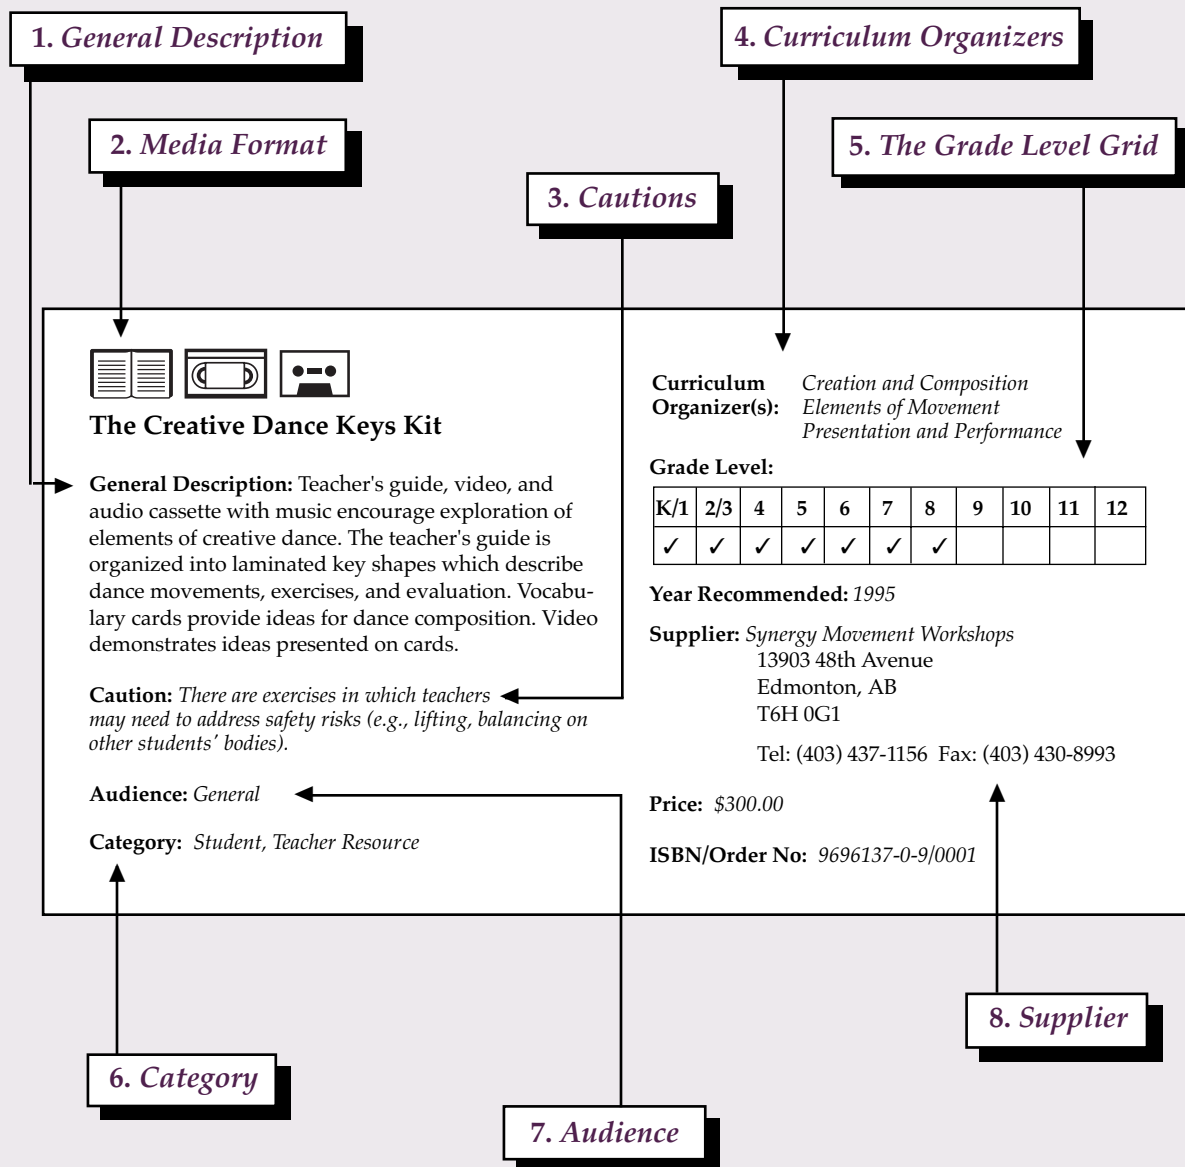 1. General Description
4. Curriculum Organizers
2. Media Format
5. The Grade Level Grid
3. Cautions
The Creative Dance Keys Kit
General Description: Teacher's guide, video, and
audio cassette with music encourage exploration of
elements of creative dance. The teacher's guide is
organized into laminated key shapes which describe
dance movements, exercises, and evaluation. Vocabu-
lary cards provide ideas for dance composition. Video
demonstrates ideas presented on cards.
Caution: There are exercises in which teachers
may need to address safety risks (e.g., lifting, balancing on
other students' bodies).
Audience: General
Category: Student, Teacher Resource
Curriculum Creation and Composition
Organizer(s): Elements of Movement
Presentation and Performance
Grade Level:
K/1 2/3 4 5 6 7 8 9 10 11 12
✓ ✓ ✓ ✓ ✓ ✓ ✓
Year Recommended: 1995
Supplier: Synergy Movement Workshops
13903 48th Avenue
Edmonton, AB
T6H 0G1
Tel: (403) 437-1156 Fax: (403) 430-8993
Price: $300.00
ISBN/Order No: 9696137-0-9/0001
8. Supplier
6. Category
7. Audience